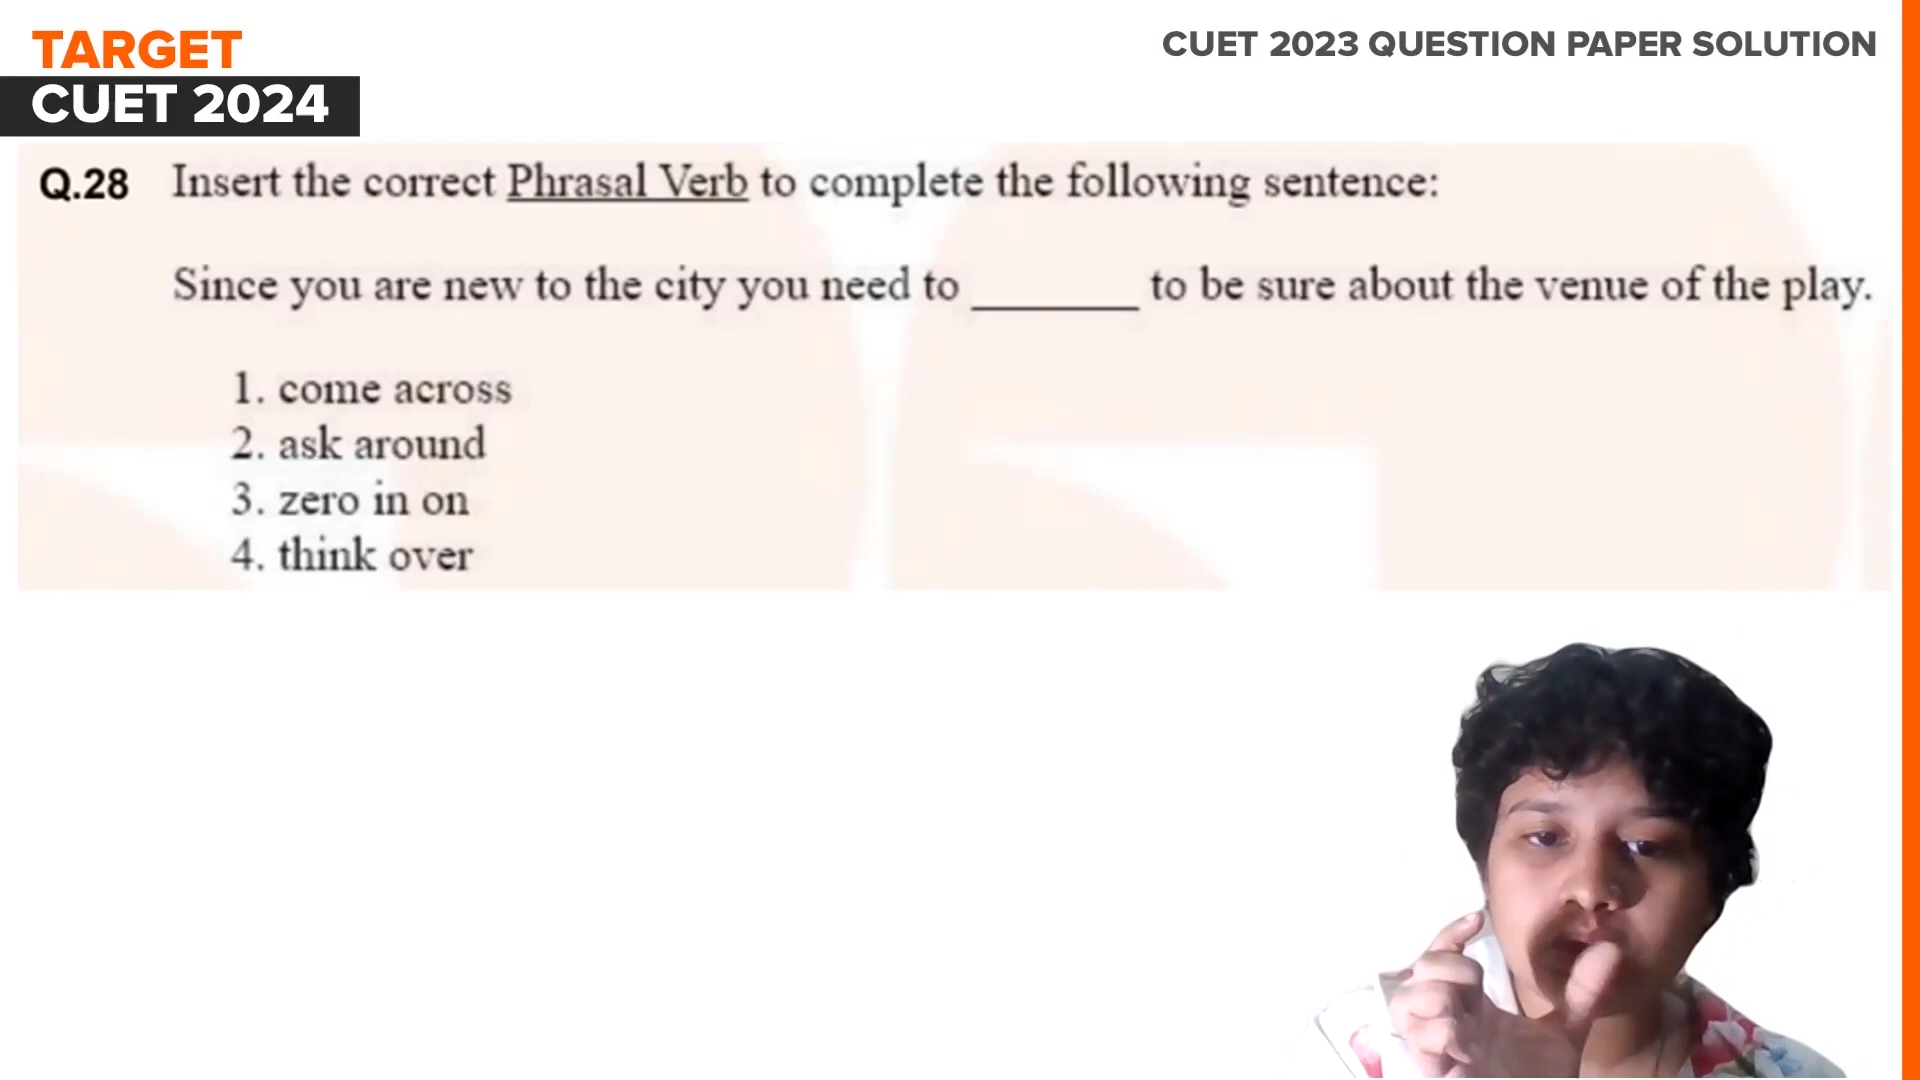 TARGET
CUET 2024
CUET 2023 QUESTION PAPER SOLUTION
Q.28 Insert the correct Phrasal Verb to complete the following sentence:
Since you are new to the city you need to ________ to be sure about the venue of the play.
1. come across
2. ask around
3. zero in on
4. think over